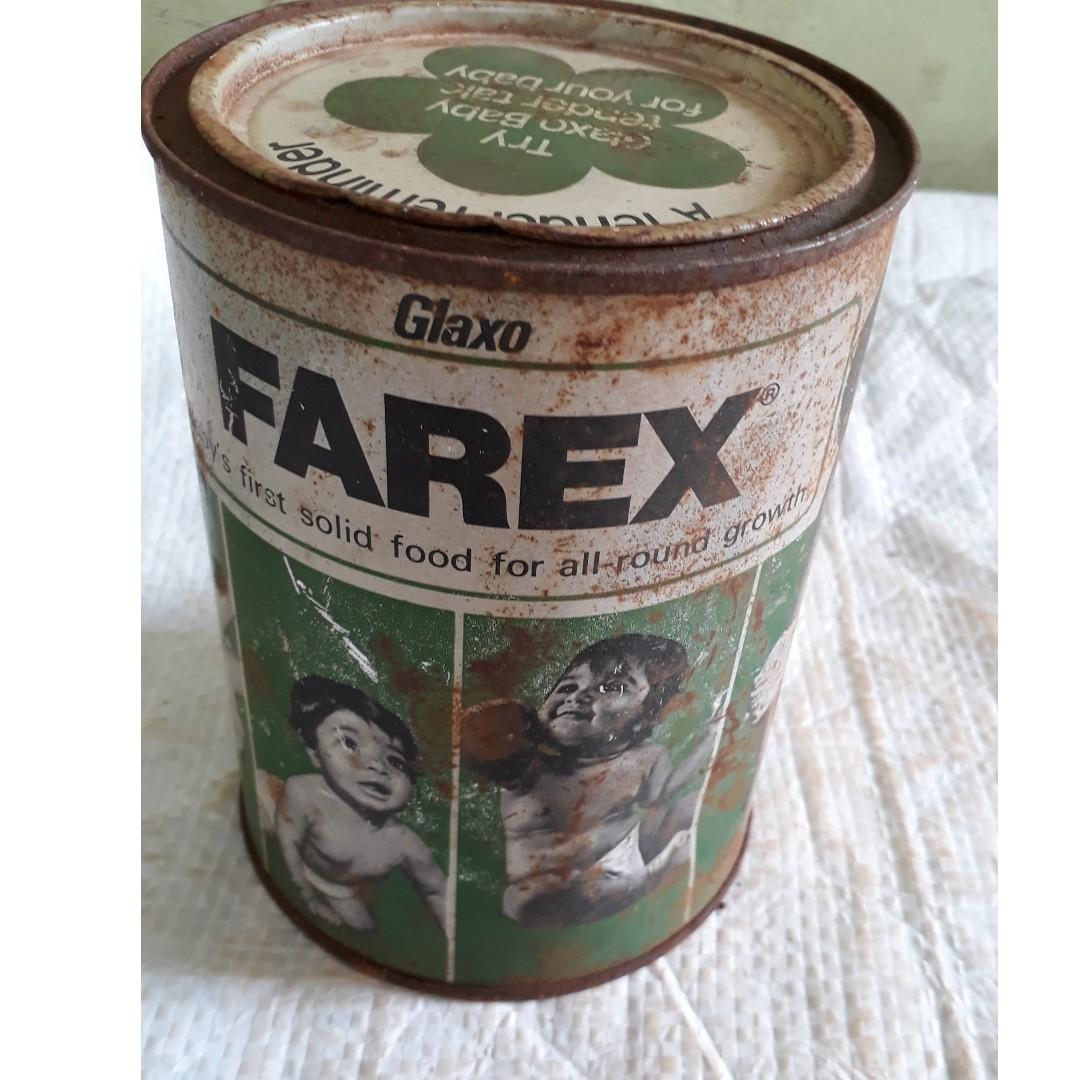 A Tender reminder
Try
Glaxo Baby
tender talc
for your baby
Glaxo
FAREX®
first solid food for all-round growth